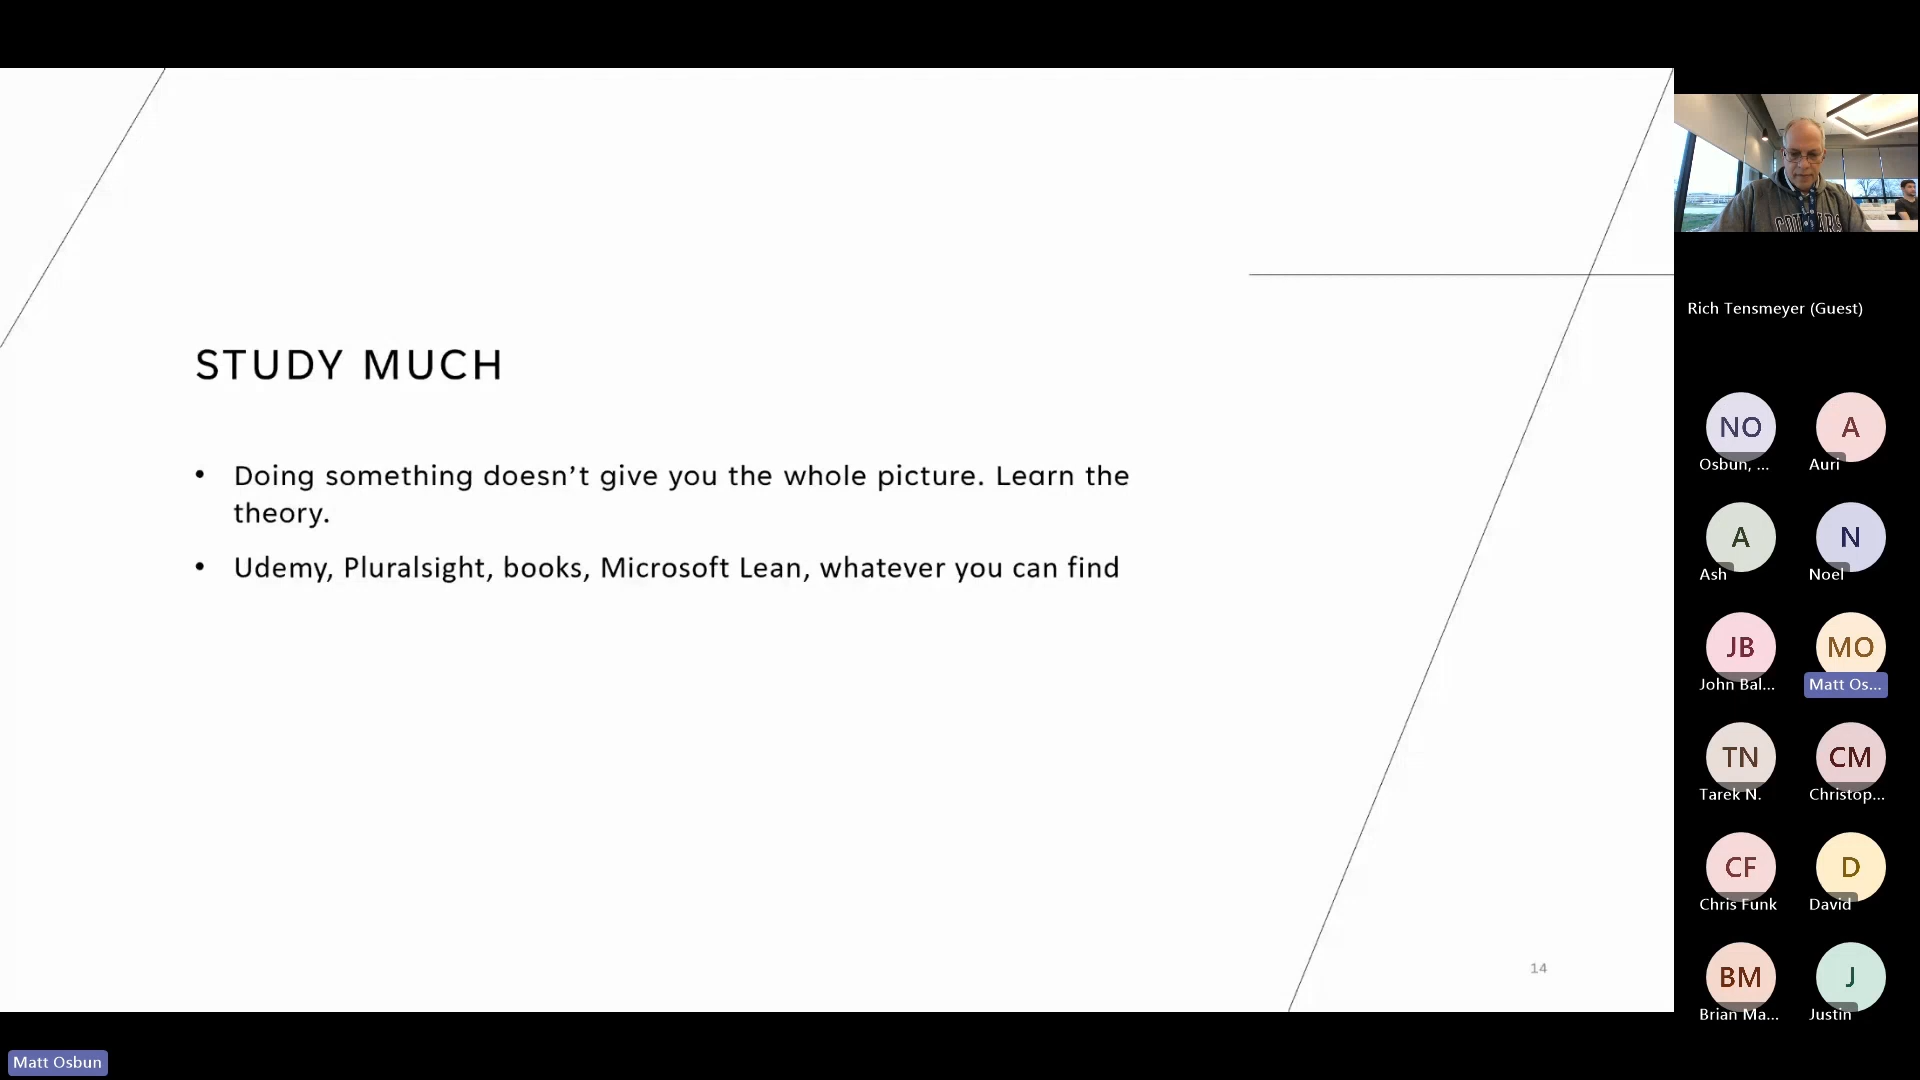 STUDY MUCH
• Doing something doesn’t give you the whole picture. Learn the
theory.
• Udemy, Pluralsight, books, Microsoft Lean, whatever you can find
14
Matt Osbun
COUGARS
Rich Tensmeyer (Guest)
NO
A
Osbun, ...
Auri
A
N
Ash
Noel
JB
MO
John Bal...
Matt Os...
TN
CM
Tarek N.
Christop...
CF
D
Chris Funk
David
BM
J
Brian Ma...
Justin